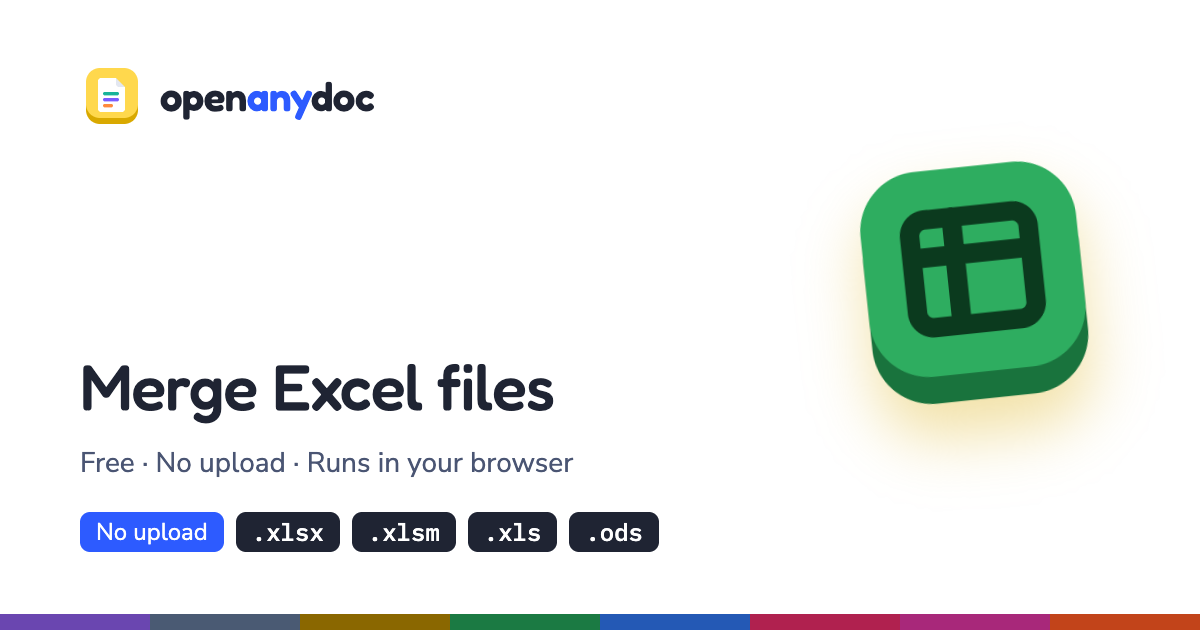 openanydoc
Merge Excel files
Free · No upload · Runs in your browser
No upload .xlsx .xlsm .xls .ods